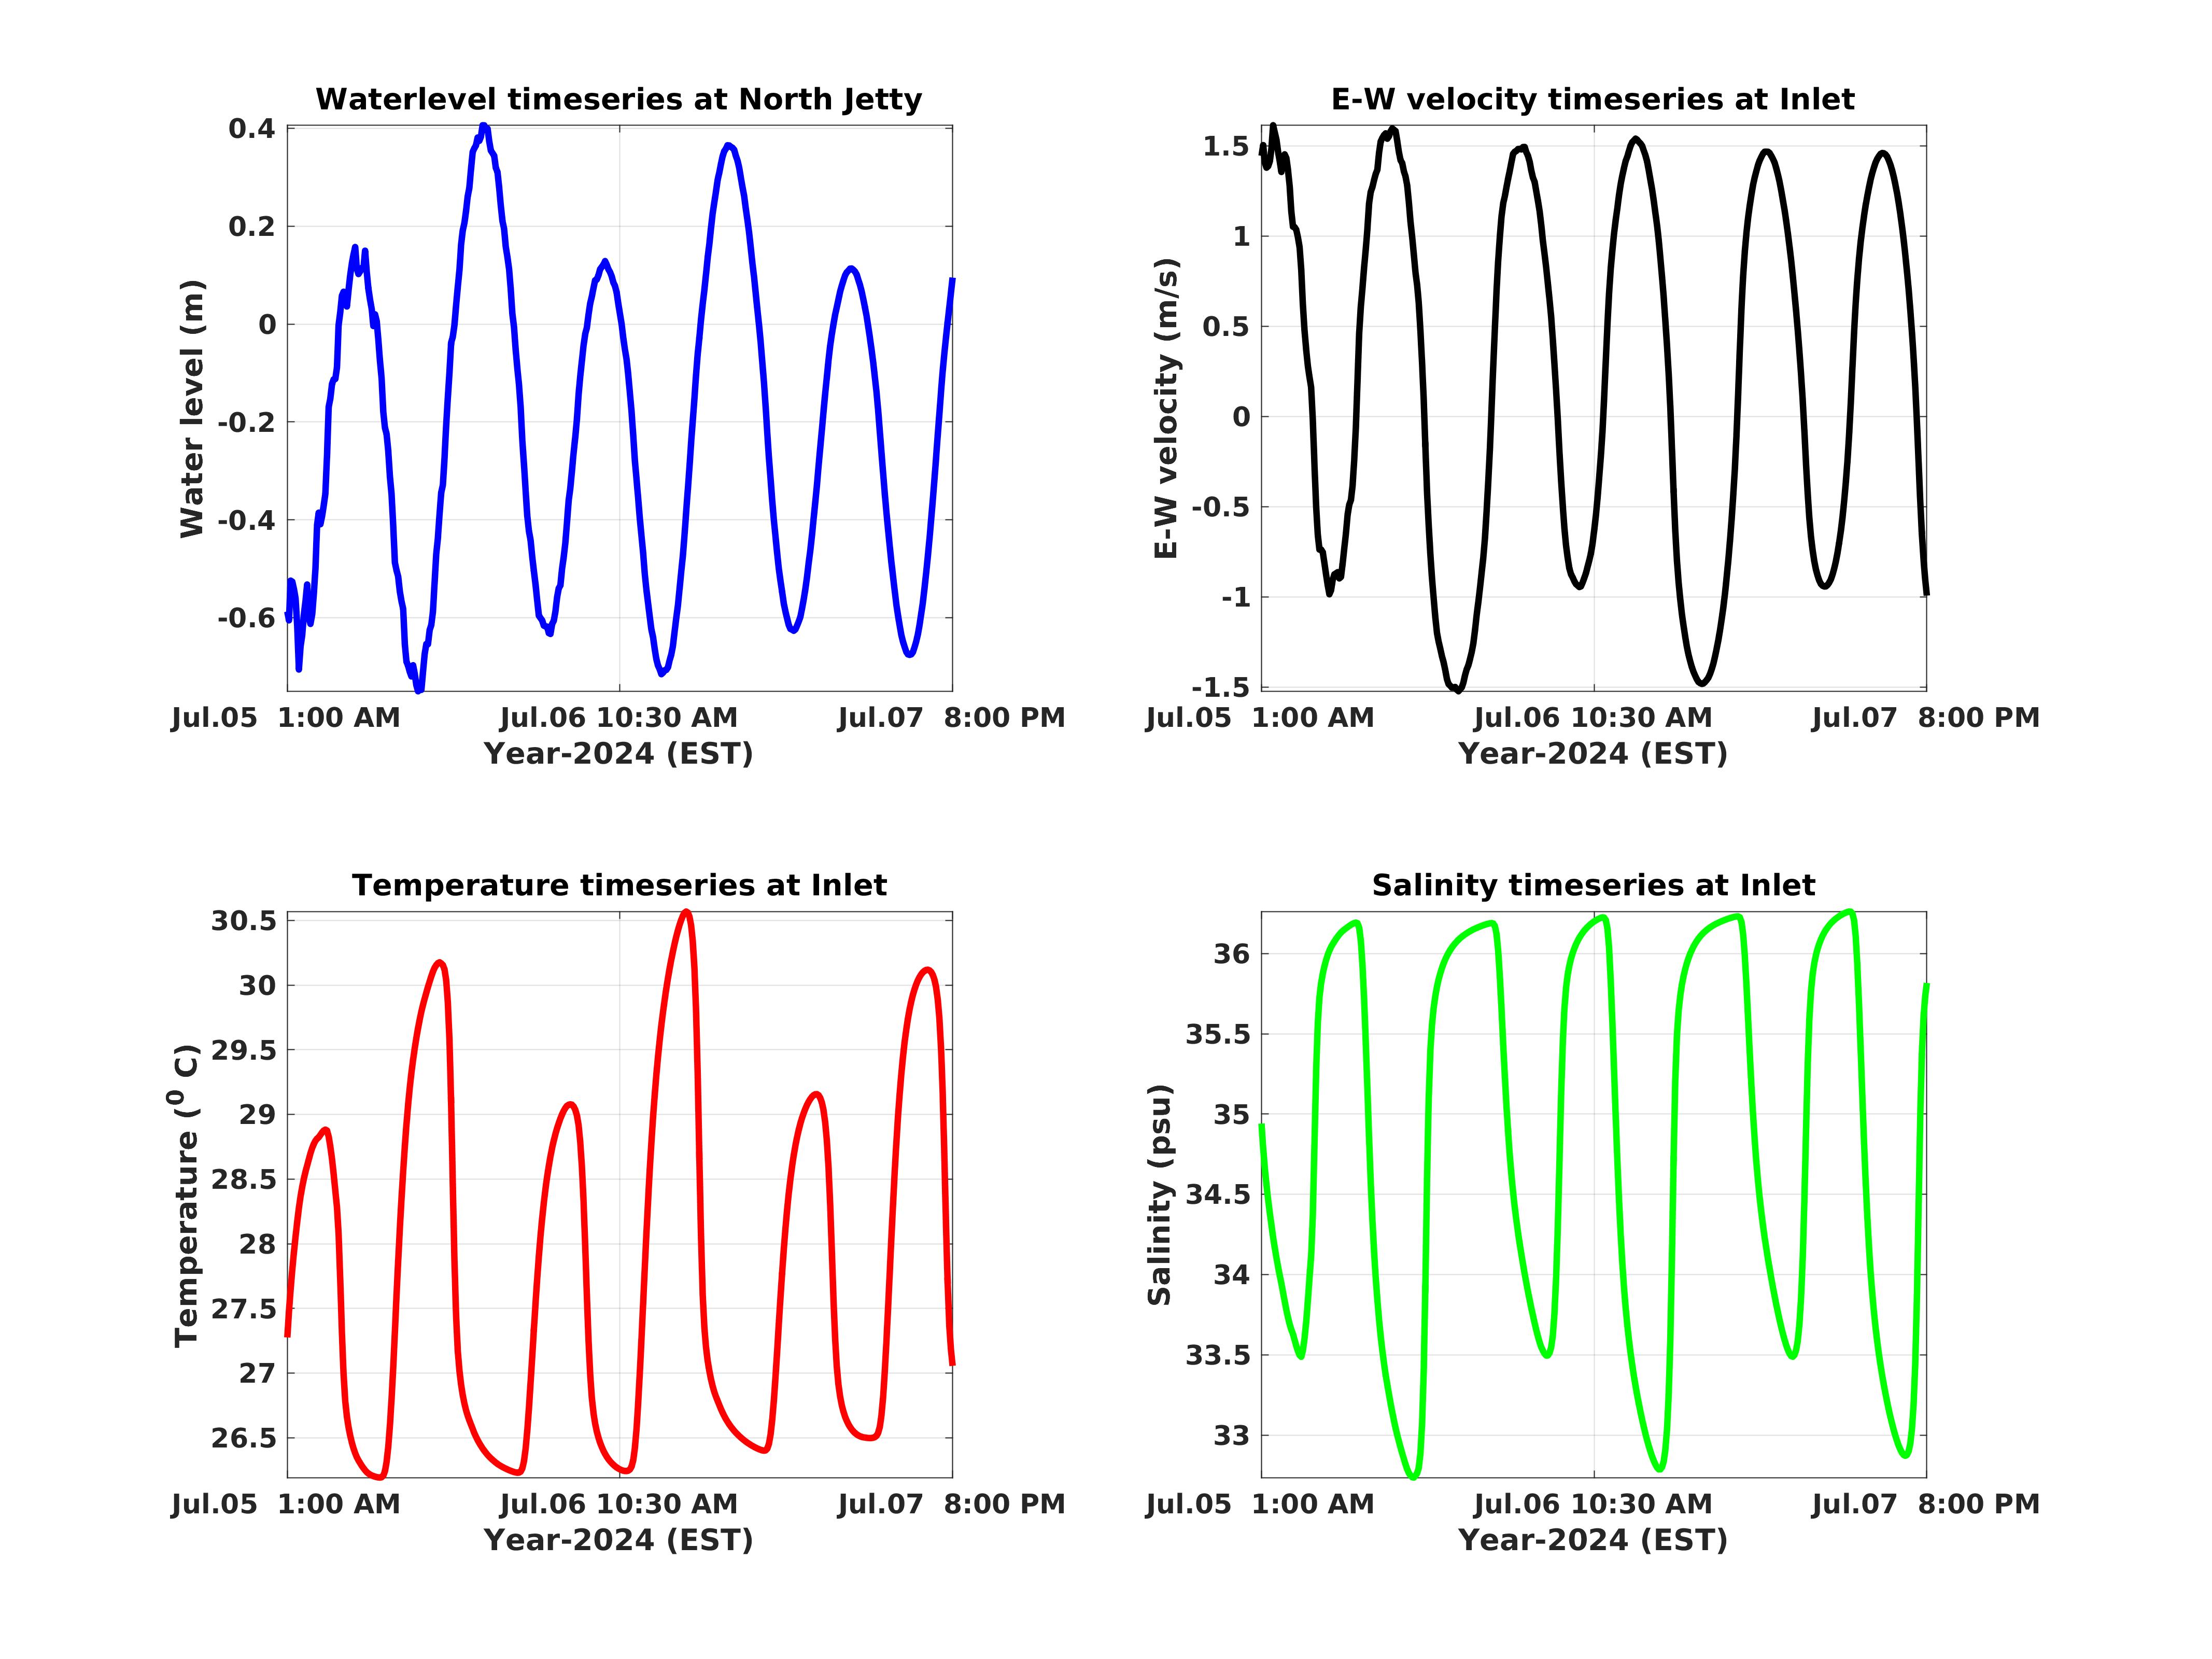 Waterlevel timeseries at North Jetty
0.4
0.2
0
-0.2
-0.4
-0.6
Water level (m)
Jul.05 1:00 AM Jul.06 10:30 AM Jul.07 8:00 PM
Year-2024 (EST)
E-W velocity timeseries at Inlet
1.5
1
0.5
0
-0.5
-1
-1.5
E-W velocity (m/s)
Jul.05 1:00 AM Jul.06 10:30 AM Jul.07 8:00 PM
Year-2024 (EST)
Temperature timeseries at Inlet
30.5
30
29.5
29
28.5
28
27.5
27
26.5
Temperature (⁰ C)
Jul.05 1:00 AM Jul.06 10:30 AM Jul.07 8:00 PM
Year-2024 (EST)
Salinity timeseries at Inlet
36
35.5
35
34.5
34
33.5
33
Salinity (psu)
Jul.05 1:00 AM Jul.06 10:30 AM Jul.07 8:00 PM
Year-2024 (EST)